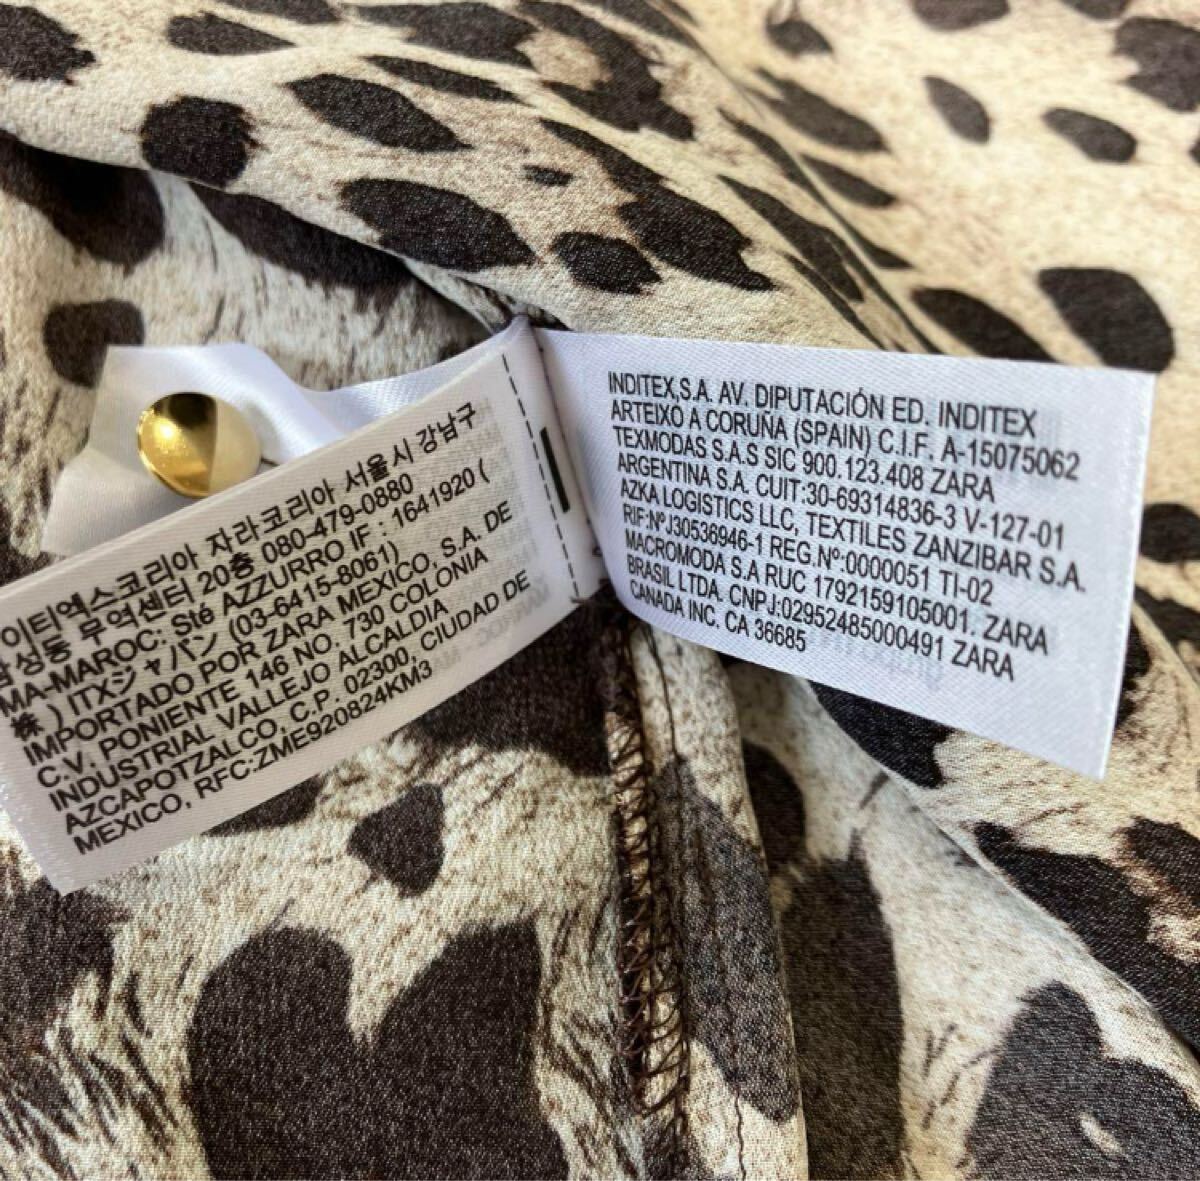 이티엑스코리아 자라코리아 서울시 강남구
삼성동 무역센터 20층 080-479-0880
MA-MAROC: Sté AZZURRO IF : 1641920 (
株 ) ITXジャパン (03-6415-8061)
IMPORTADO POR ZARA MEXICO, S.A. DE
C.V. PONIENTE 146 NO. 730 COLONIA
INDUSTRIAL VALLEJO ALCALDIA
AZCAPOTZALCO, C.P. 02300, CIUDAD DE
MEXICO, RFC:ZME920824KM3
INDITEX,S.A. AV. DIPUTACIÓN ED. INDITEX
ARTEIXO A CORUÑA (SPAIN) C.I.F. A-15075062
TEXMODAS S.A.S SIC 900.123.408 ZARA
ARGENTINA S.A. CUIT:30-69314836-3 V-127-01
AZKA LOGISTICS LLC, TEXTILES ZANZIBAR S.A.
RIF:Nº J30536946-1 REG.Nº:0000051 TI-02
MACROMODA S.A RUC 1792159105001. ZARA
BRASIL LTDA. CNPJ:02952485000491 ZARA
CANADA INC. CA 36685